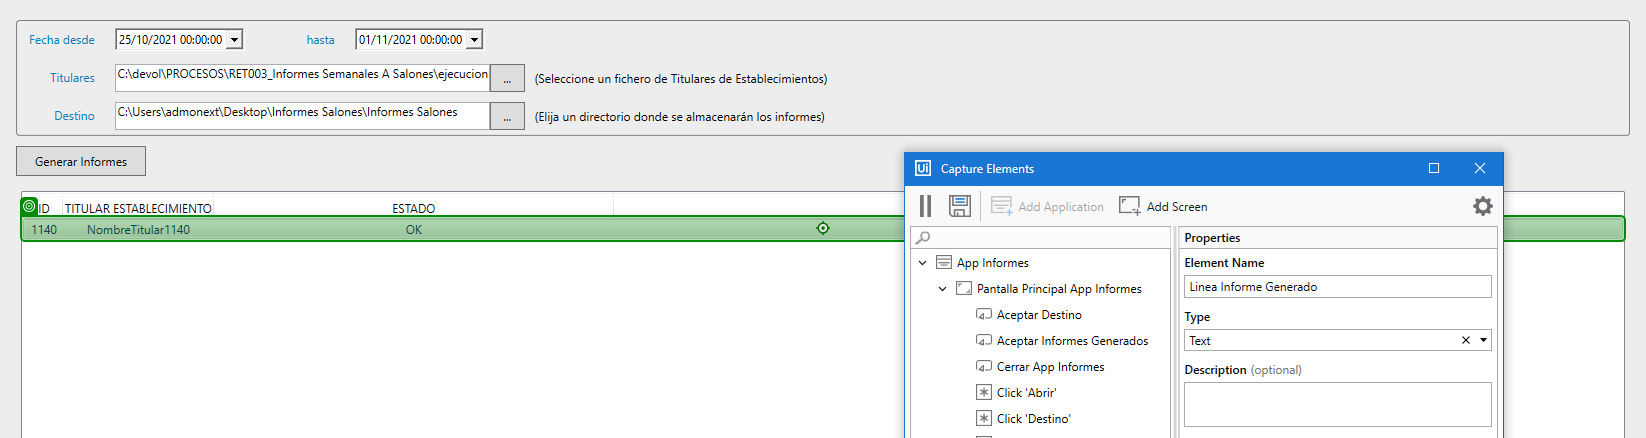 Fecha desde 25/10/2021 00:00:00 hasta 01/11/2021 00:00:00
Titulares C:\devol\PROCESOS\RET003_Informes Semanales A Salones\ejecucion ... (Seleccione un fichero de Titulares de Establecimientos)
Destino C:\Users\admonext\Desktop\Informes Salones\Informes Salones ... (Elija un directorio donde se almacenarán los informes)
Generar Informes
ID TITULAR ESTABLECIMIENTO ESTADO
1140 NombreTitular1140 OK
Ui Capture Elements
Add Application Add Screen
App Informes
Pantalla Principal App Informes
Aceptar Destino
Aceptar Informes Generados
Cerrar App Informes
Click 'Abrir'
Click 'Destino'
Properties
Element Name
Linea Informe Generado
Type
Text
Description (optional)